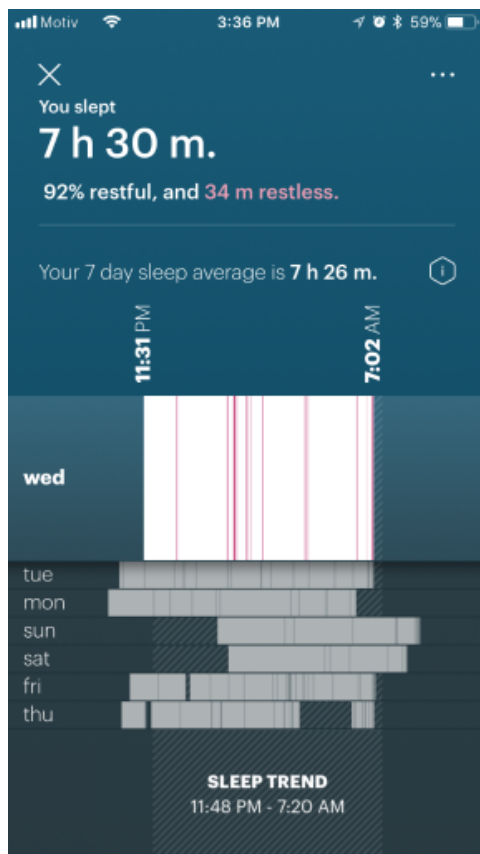 Motiv 3:36 PM 59%
You slept
7 h 30 m.
92% restful, and 34 m restless.
Your 7 day sleep average is 7 h 26 m.
11:31 PM
7:02 AM
wed
tue
mon
sun
sat
fri
thu
SLEEP TREND
11:48 PM - 7:20 AM